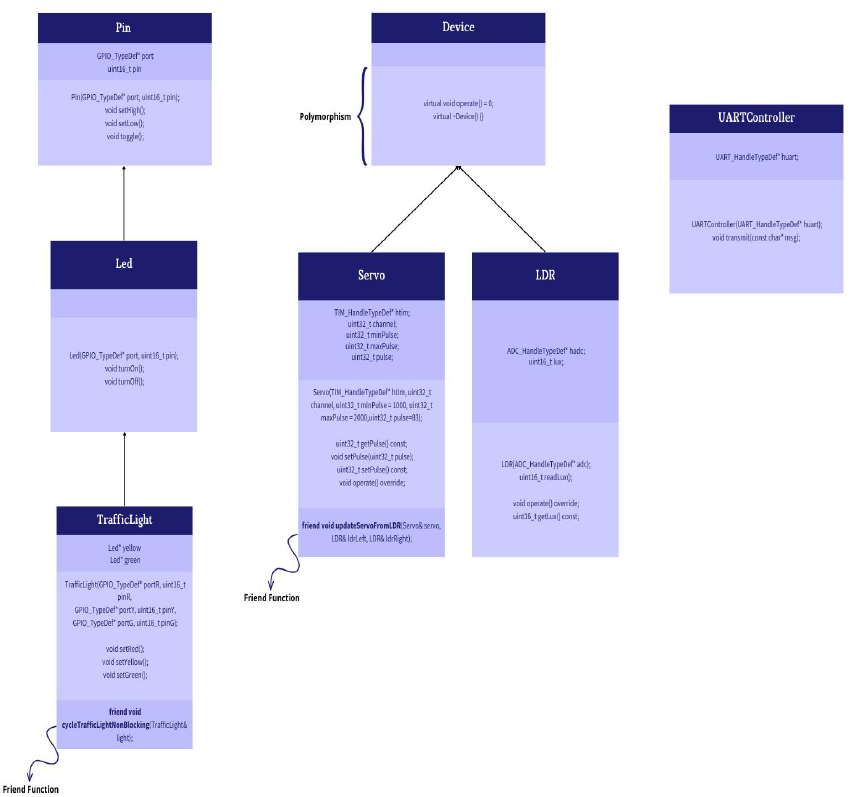 Pin
GPIO_TypeDef* port
uint16_t pin
Pin(GPIO_TypeDef* port, uint16_t pin);
void setHigh();
void setLow();
void toggle();
Led
Led(GPIO_TypeDef* port, uint16_t pin);
void turnOn();
void turnOff();
TrafficLight
Led* yellow
Led* green
TrafficLight(GPIO_TypeDef* portR, uint16_t
pinR,
GPIO_TypeDef* portY, uint16_t pinY,
GPIO_TypeDef* portG, uint16_t pinG);
void setRed();
void setYellow();
void setGreen();
friend void
cycleTrafficLightNonBlocking(TrafficLight&
light);
Friend Function
Device
Polymorphism
virtual void operate() = 0;
virtual ~Device() {}
Servo
TIM_HandleTypeDef* htim;
uint32_t channel;
uint32_t minPulse;
uint32_t maxPulse;
uint32_t pulse;
Servo(TIM_HandleTypeDef* htim, uint32_t
channel, uint32_t minPulse = 1000, uint32_t
maxPulse =2000,uint32_t pulse=83);
uint32_t getPulse() const;
void setPulse(uint32_t pulse);
uint32_t setPulse() const;
void operate() override;
friend void updateServoFromLDR(Servo& servo,
LDR& ldrLeft, LDR& ldrRight);
Friend Function
LDR
ADC_HandleTypeDef* hadc;
uint16_t lux;
LDR(ADC_HandleTypeDef* adc);
uint16_t readLux();
void operate() override;
uint16_t getLux() const;
UARTController
UART_HandleTypeDef* huart;
UARTController(UART_HandleTypeDef* huart);
void transmit(const char* msg);